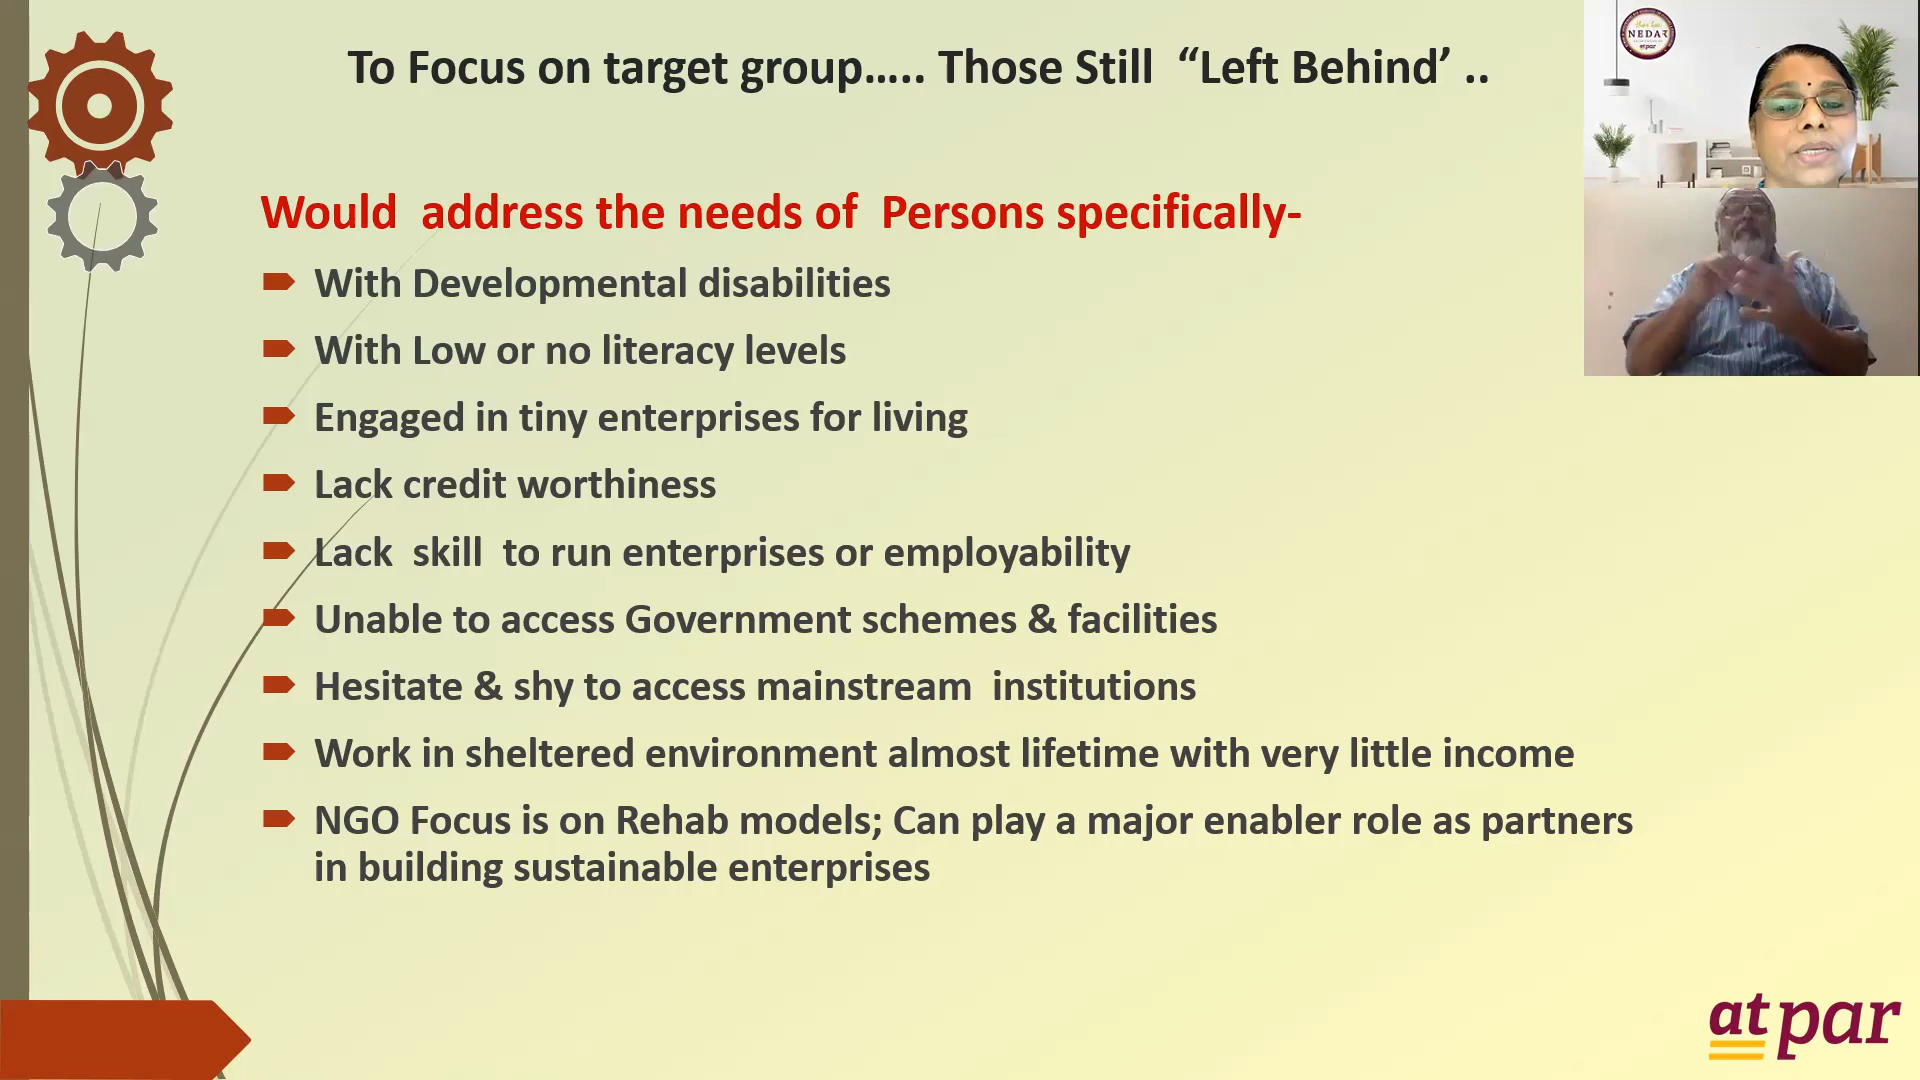 To Focus on target group….. Those Still “Left Behind’ ..
NEDAR
atpar
Would address the needs of Persons specifically-
With Developmental disabilities
With Low or no literacy levels
Engaged in tiny enterprises for living
Lack credit worthiness
Lack skill to run enterprises or employability
Unable to access Government schemes & facilities
Hesitate & shy to access mainstream institutions
Work in sheltered environment almost lifetime with very little income
NGO Focus is on Rehab models; Can play a major enabler role as partners
in building sustainable enterprises
at par